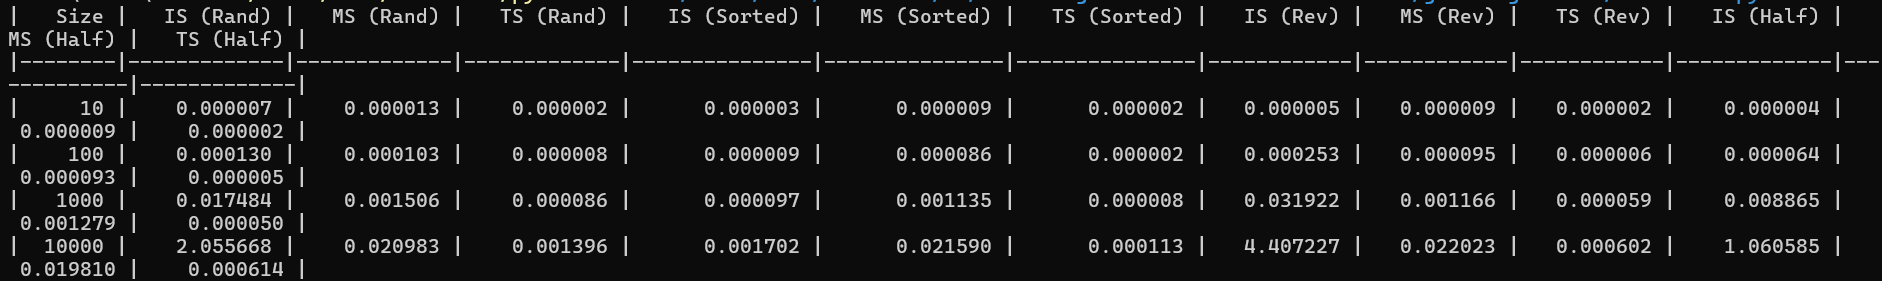 |   Size |   IS (Rand) |   MS (Rand) |   TS (Rand) |   IS (Sorted) |   MS (Sorted) |   TS (Sorted) |   IS (Rev) |   MS (Rev) |   TS (Rev) |   IS (Half) |
MS (Half) |   TS (Half) |
|--------|-------------|-------------|-------------|---------------|---------------|---------------|------------|------------|------------|-------------|---
----------|-------------|
|     10 |    0.000007 |    0.000013 |    0.000002 |      0.000003 |      0.000009 |      0.000002 |   0.000005 |   0.000009 |   0.000002 |    0.000004 |
 0.000009 |    0.000002 |
|    100 |    0.000130 |    0.000103 |    0.000008 |      0.000009 |      0.000086 |      0.000002 |   0.000253 |   0.000095 |   0.000006 |    0.000064 |
 0.000093 |    0.000005 |
|   1000 |    0.017484 |    0.001506 |    0.000086 |      0.000097 |      0.001135 |      0.000008 |   0.031922 |   0.001166 |   0.000059 |    0.008865 |
 0.001279 |    0.000050 |
|  10000 |    2.055668 |    0.020983 |    0.001396 |      0.001702 |      0.021590 |      0.000113 |   4.407227 |   0.022023 |   0.000602 |    1.060585 |
 0.019810 |    0.000614 |